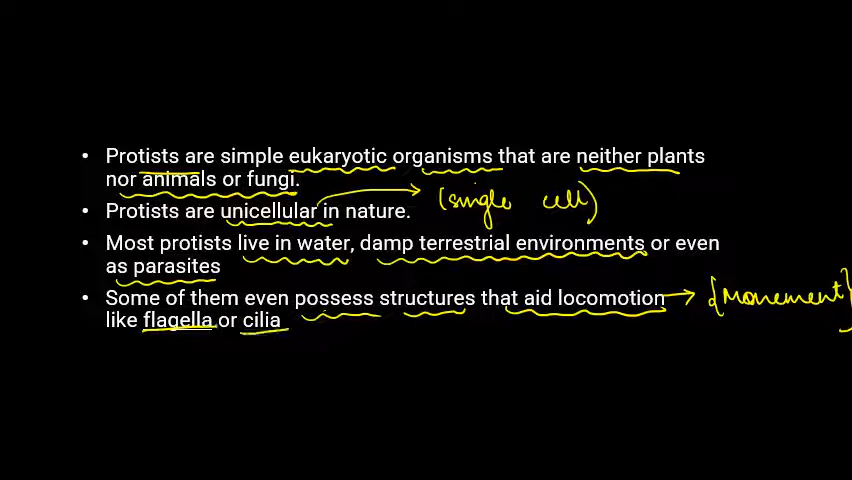 • Protists are simple eukaryotic organisms that are neither plants
nor animals or fungi.
• Protists are unicellular in nature. (single cell)
• Most protists live in water, damp terrestrial environments or even
as parasites
• Some of them even possess structures that aid locomotion {Movement}
like flagella or cilia